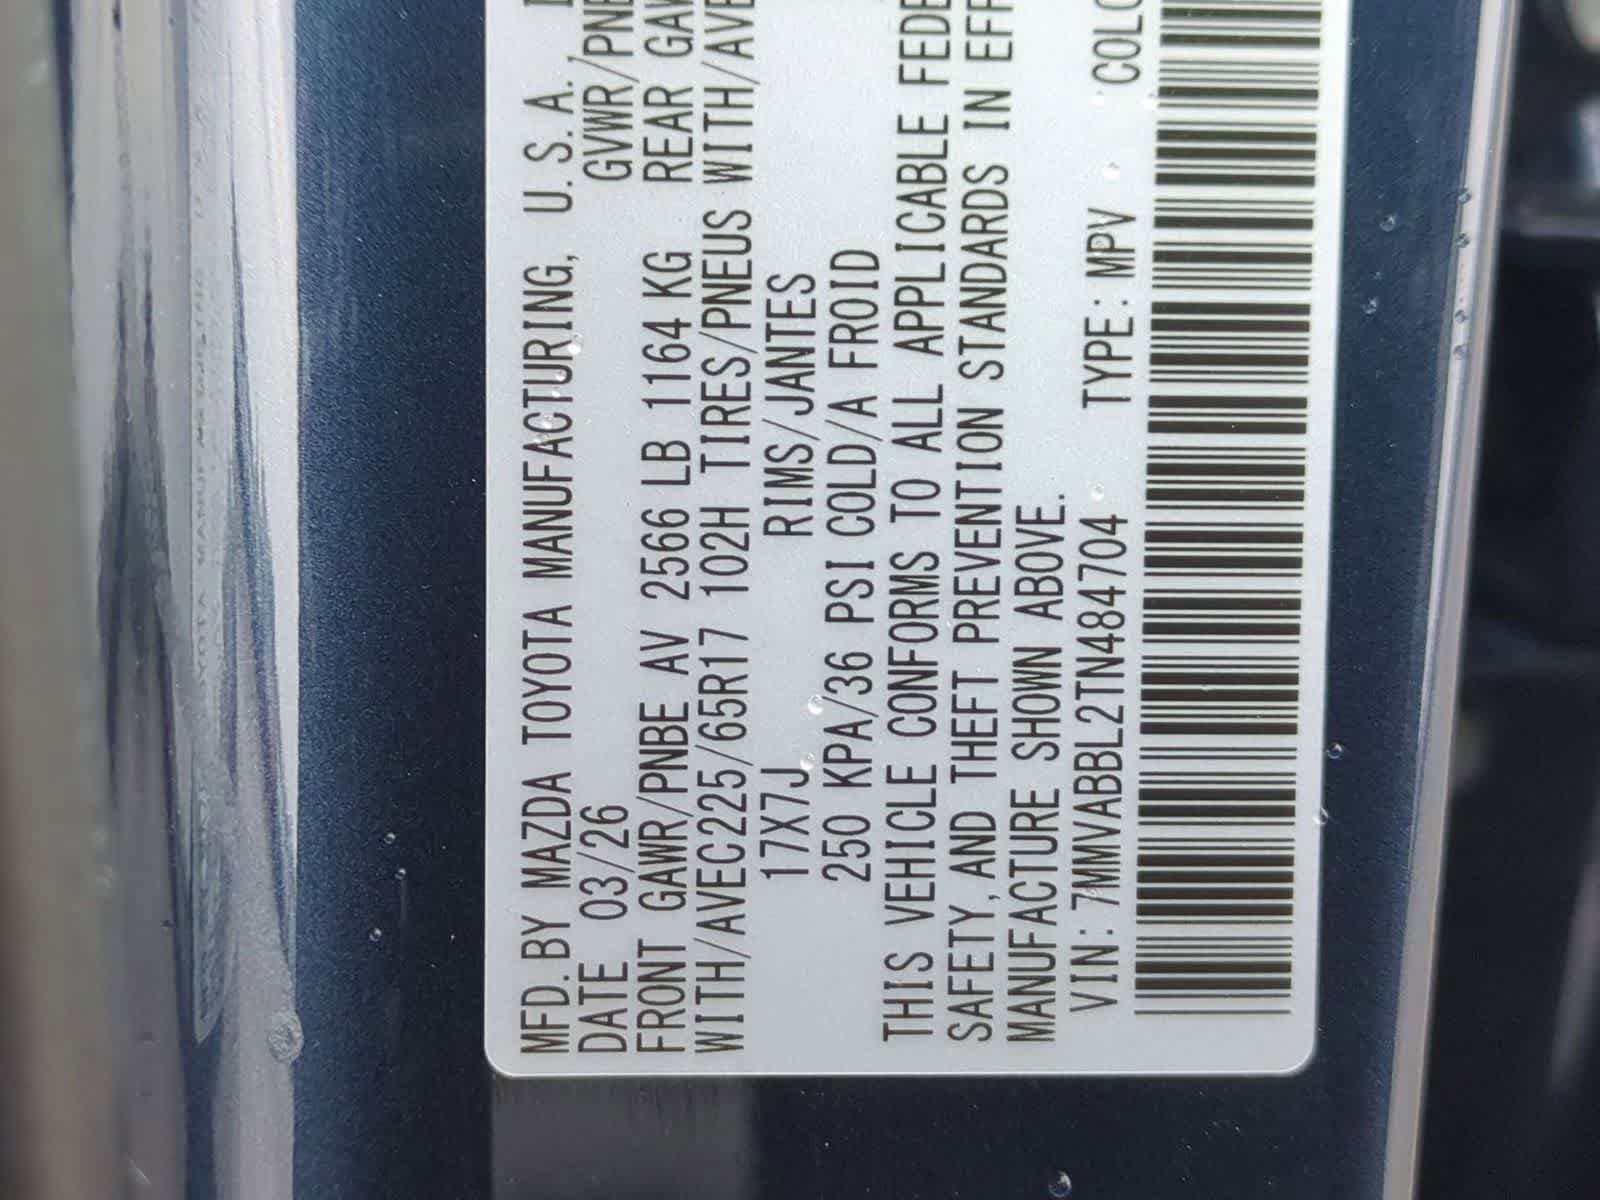 MFD.BY MAZDA TOYOTA MANUFACTURING, U.S.A.,
DATE 03/26 GVWR/PNB
FRONT GAWR/PNBE AV 2566 LB 1164 KG REAR GAW
WITH/AVEC225/65R17 102H TIRES/PNEUS WITH/AVE
17X7J RIMS/JANTES
250 KPA/36 PSI COLD/A FROID
THIS VEHICLE CONFORMS TO ALL APPLICABLE FEDE
SAFETY, AND THEFT PREVENTION STANDARDS IN EFF
MANUFACTURE SHOWN ABOVE.
VIN: 7MMVABBL2TN484704 TYPE: MPV COLO